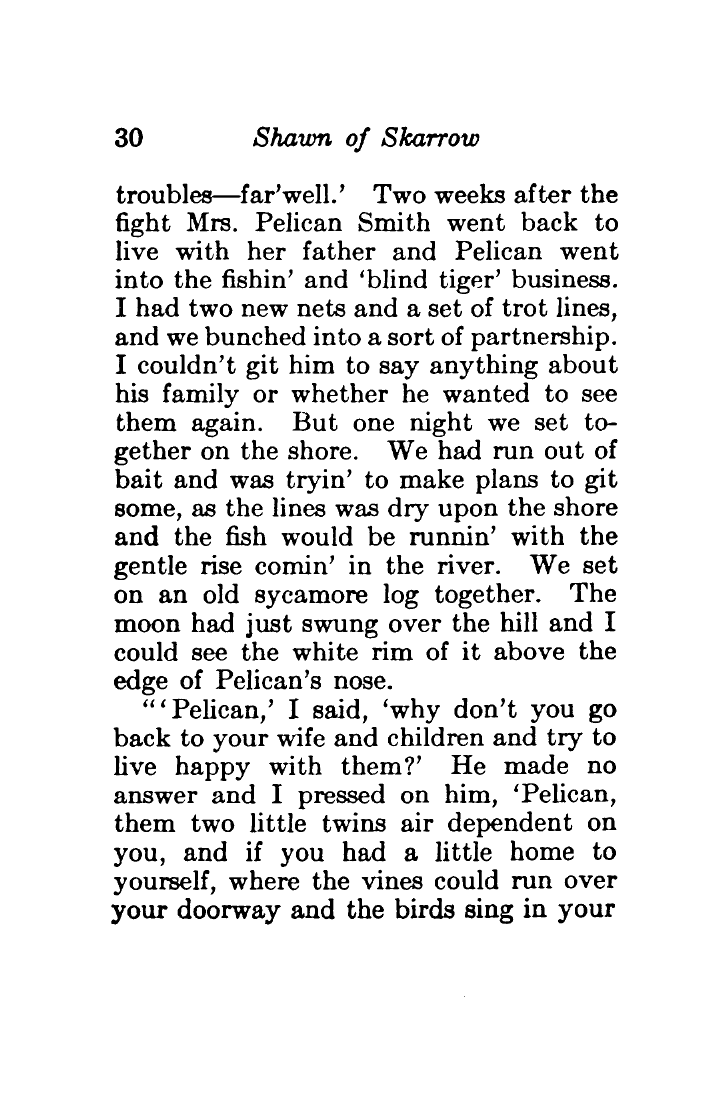 30 Shawn of Skarrow
troubles—far'well.' Two weeks after the
fight Mrs. Pelican Smith went back to
live with her father and Pelican went
into the fishin' and 'blind tiger' business.
I had two new nets and a set of trot lines,
and we bunched into a sort of partnership.
I couldn't git him to say anything about
his family or whether he wanted to see
them again. But one night we set to-
gether on the shore. We had run out of
bait and was tryin' to make plans to git
some, as the lines was dry upon the shore
and the fish would be runnin' with the
gentle rise comin' in the river. We set
on an old sycamore log together. The
moon had just swung over the hill and I
could see the white rim of it above the
edge of Pelican's nose.
"'Pelican,' I said, 'why don't you go
back to your wife and children and try to
live happy with them?' He made no
answer and I pressed on him, 'Pelican,
them two little twins air dependent on
you, and if you had a little home to
yourself, where the vines could run over
your doorway and the birds sing in your